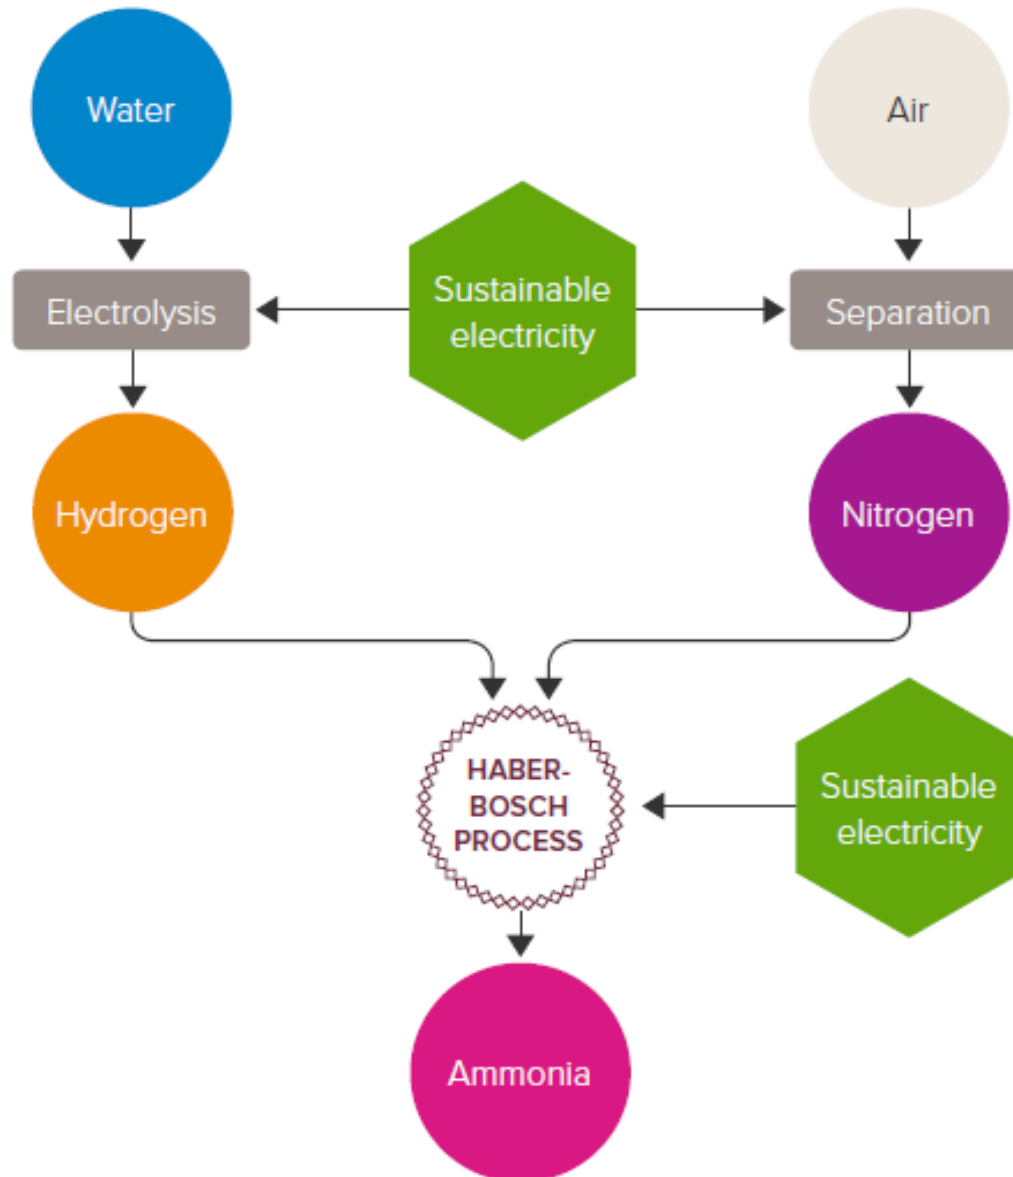 Water
Air
Sustainable
electricity
Electrolysis
Separation
Hydrogen
Nitrogen
HABER-
BOSCH
PROCESS
Sustainable
electricity
Ammonia